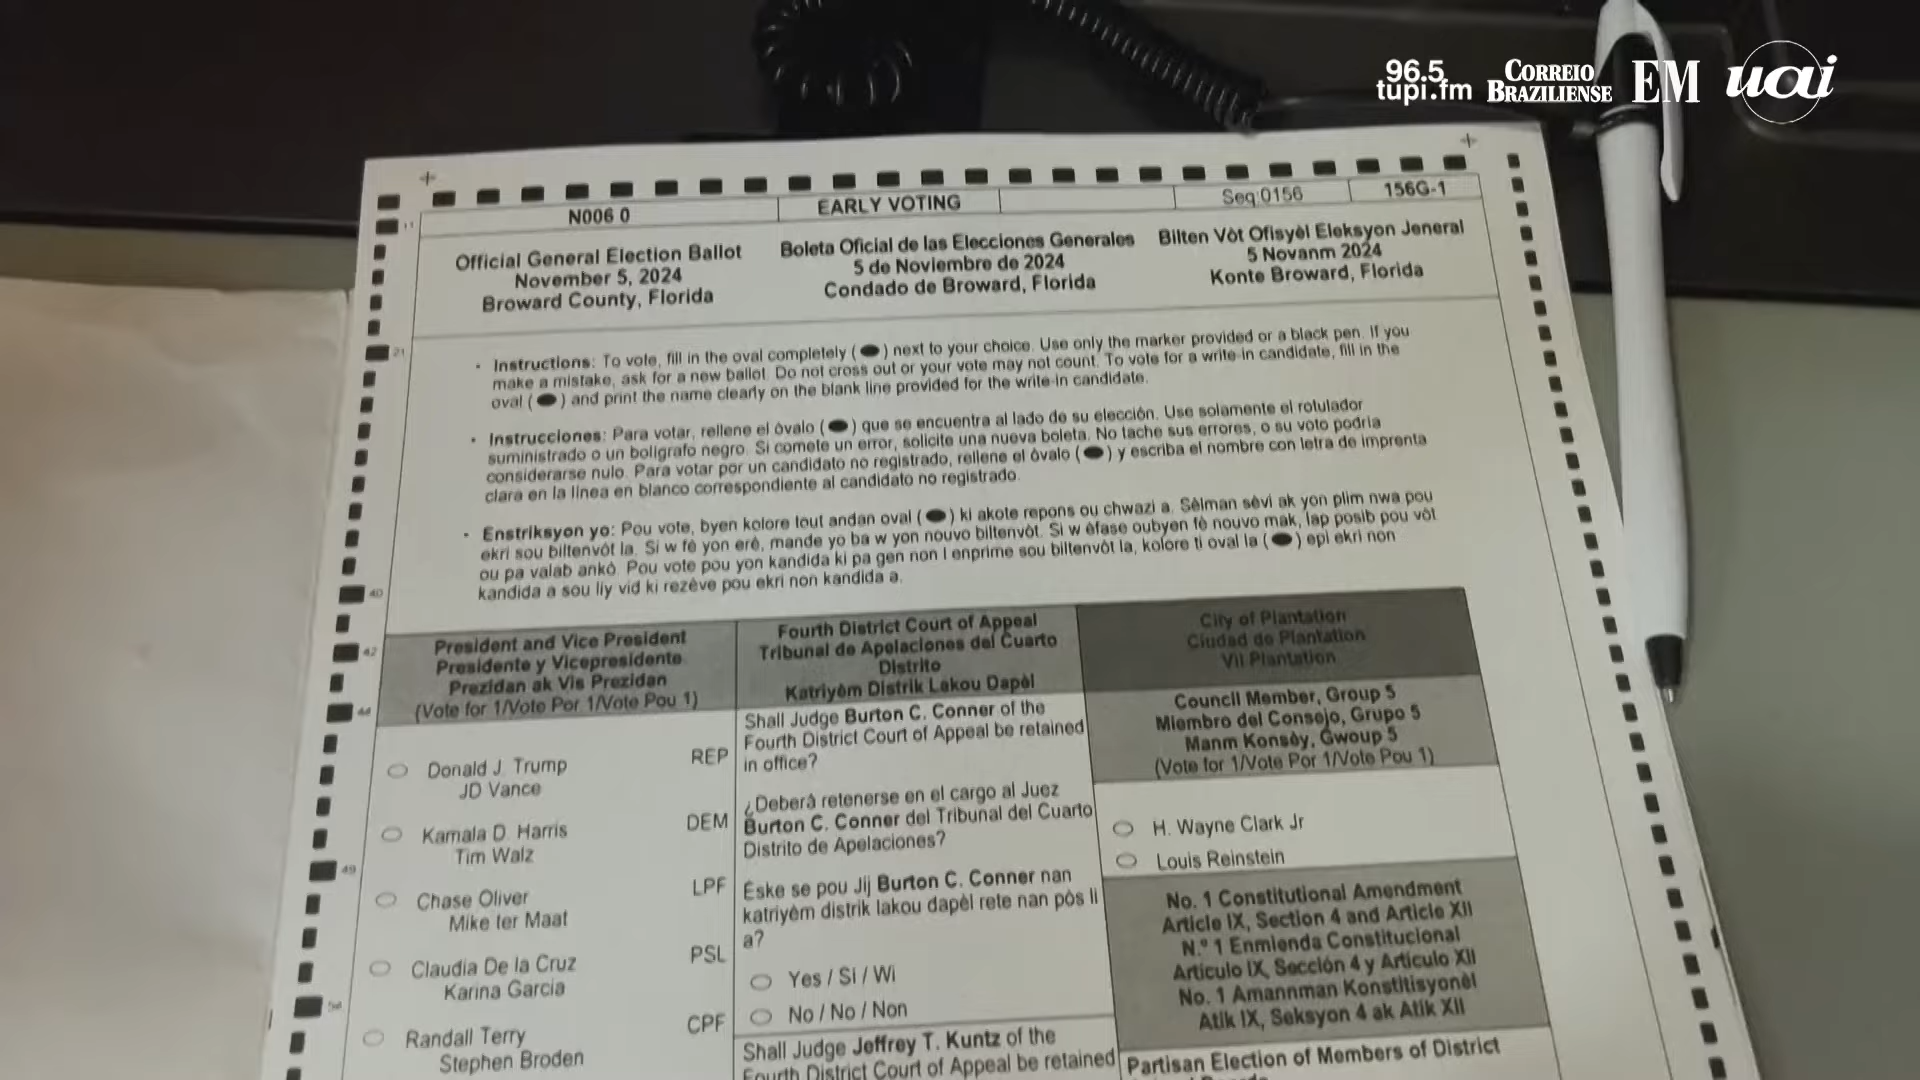 96.5
tupi.fm
CORREIO
BRAZILIENSE
EM
uai
N006 0
EARLY VOTING
Seq:0156
156G-1
Official General Election Ballot
November 5, 2024
Broward County, Florida
Boleta Oficial de las Elecciones Generales
5 de Noviembre de 2024
Condado de Broward, Florida
Bilten Vòt Ofisyèl Eleksyon Jeneral
5 Novanm 2024
Konte Broward, Florida
11
21
40
42
44
49
• Instructions: To vote, fill in the oval completely ( ) next to your choice. Use only the marker provided or a black pen. If you
make a mistake, ask for a new ballot. Do not cross out or your vote may not count. To vote for a write-in candidate, fill in the
oval ( ) and print the name clearly on the blank line provided for the write-in candidate.
• Instrucciones: Para votar, rellene el óvalo ( ) que se encuentra al lado de su elección. Use solamente el rotulador
suministrado o un bolígrafo negro. Si comete un error, solicite una nueva boleta. No tache sus errores, o su voto podría
considerarse nulo. Para votar por un candidato no registrado, rellene el óvalo ( ) y escriba el nombre con letra de imprenta
clara en la línea en blanco correspondiente al candidato no registrado.
• Enstriksyon yo: Pou vote, byen kolore tout andan oval ( ) ki akote repons ou chwazi a. Sèlman sèvi ak yon plim nwa pou
ekri sou biltenvòt la. Si w fè yon erè, mande yo ba w yon nouvo biltenvòt. Si w efase oubyen fè nouvo mak, lap posib pou vòt
ou pa valab ankò. Pou vote pou yon kandida ki pa gen non l enprime sou biltenvòt la, kolore ti oval la ( ) epi ekri non
kandida a sou liy vid ki rezève pou ekri non kandida a.
President and Vice President
Presidente y Vicepresidente
Prezidan ak Vis Prezidan
(Vote for 1/Vote Por 1/Vote Pou 1)
Donald J. Trump REP
JD Vance
Kamala D. Harris DEM
Tim Walz
Chase Oliver LPF
Mike ter Maat
Claudia De la Cruz PSL
Karina Garcia
Randall Terry CPF
Stephen Broden
Fourth District Court of Appeal
Tribunal de Apelaciones del Cuarto
Distrito
Katriyèm Distrik Lakou Dapèl
Shall Judge Burton C. Conner of the
Fourth District Court of Appeal be retained
in office?
¿Deberá retenerse en el cargo al Juez
Burton C. Conner del Tribunal del Cuarto
Distrito de Apelaciones?
Èske se pou Jij Burton C. Conner nan
katriyèm distrik lakou dapèl rete nan pòs li
a?
Yes / Sí / Wi
No / No / Non
Shall Judge Jeffrey T. Kuntz of the
Fourth District Court of Appeal be retained
City of Plantation
Ciudad de Plantation
Vil Plantation
Council Member, Group 5
Miembro del Consejo, Grupo 5
Manm Konsèy, Gwoup 5
(Vote for 1/Vote Por 1/Vote Pou 1)
H. Wayne Clark Jr
Louis Reinstein
No. 1 Constitutional Amendment
Article IX, Section 4 and Article XII
N.º 1 Enmienda Constitucional
Artículo IX, Sección 4 y Artículo XII
No. 1 Amannman Konstitisyonèl
Atik IX, Seksyon 4 ak Atik XII
Partisan Election of Members of District